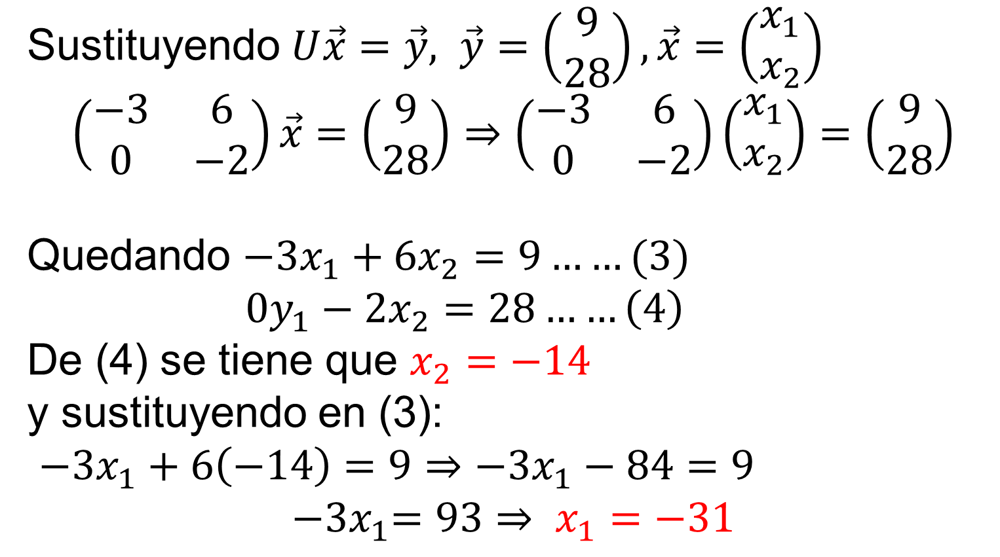 Sustituyendo $U\vec{x} = \vec{y}$, $\vec{y} = \begin{pmatrix} 9 \\ 28 \end{pmatrix}$, $\vec{x} = \begin{pmatrix} x_1 \\ x_2 \end{pmatrix}$
$\begin{pmatrix} -3 & 6 \\ 0 & -2 \end{pmatrix} \vec{x} = \begin{pmatrix} 9 \\ 28 \end{pmatrix} \Rightarrow \begin{pmatrix} -3 & 6 \\ 0 & -2 \end{pmatrix} \begin{pmatrix} x_1 \\ x_2 \end{pmatrix} = \begin{pmatrix} 9 \\ 28 \end{pmatrix}$
Quedando $-3x_1 + 6x_2 = 9 \ldots \ldots (3)$
$0y_1 - 2x_2 = 28 \ldots \ldots (4)$
De (4) se tiene que $x_2 = -14$
y sustituyendo en (3):
$-3x_1 + 6(-14) = 9 \Rightarrow -3x_1 - 84 = 9$
$-3x_1 = 93 \Rightarrow x_1 = -31$